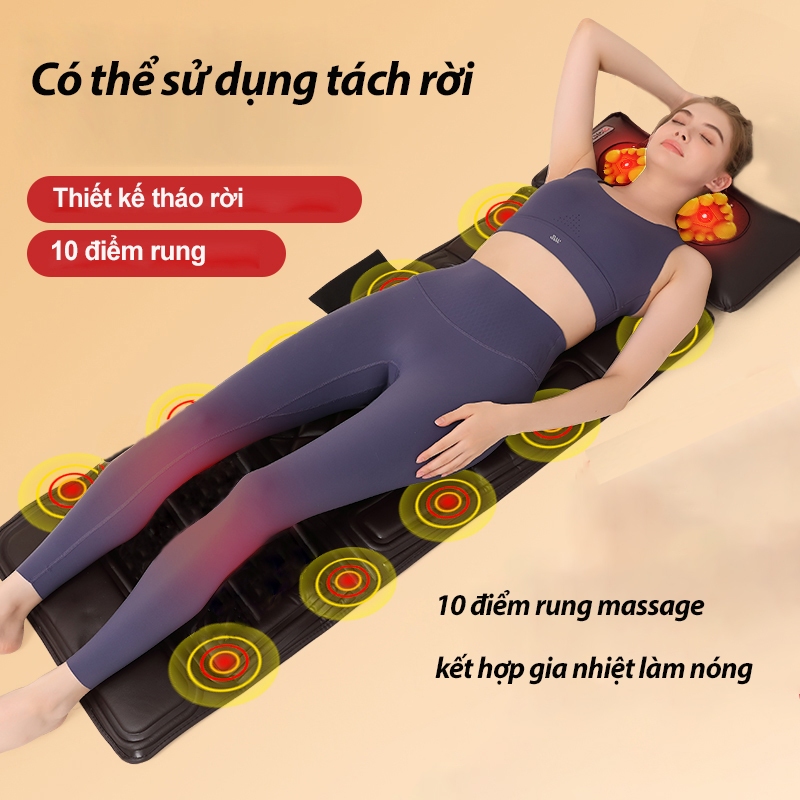 Có thể sử dụng tách rời
Thiết kế tháo rời
10 điểm rung
10 điểm rung massage
kết hợp gia nhiệt làm nóng